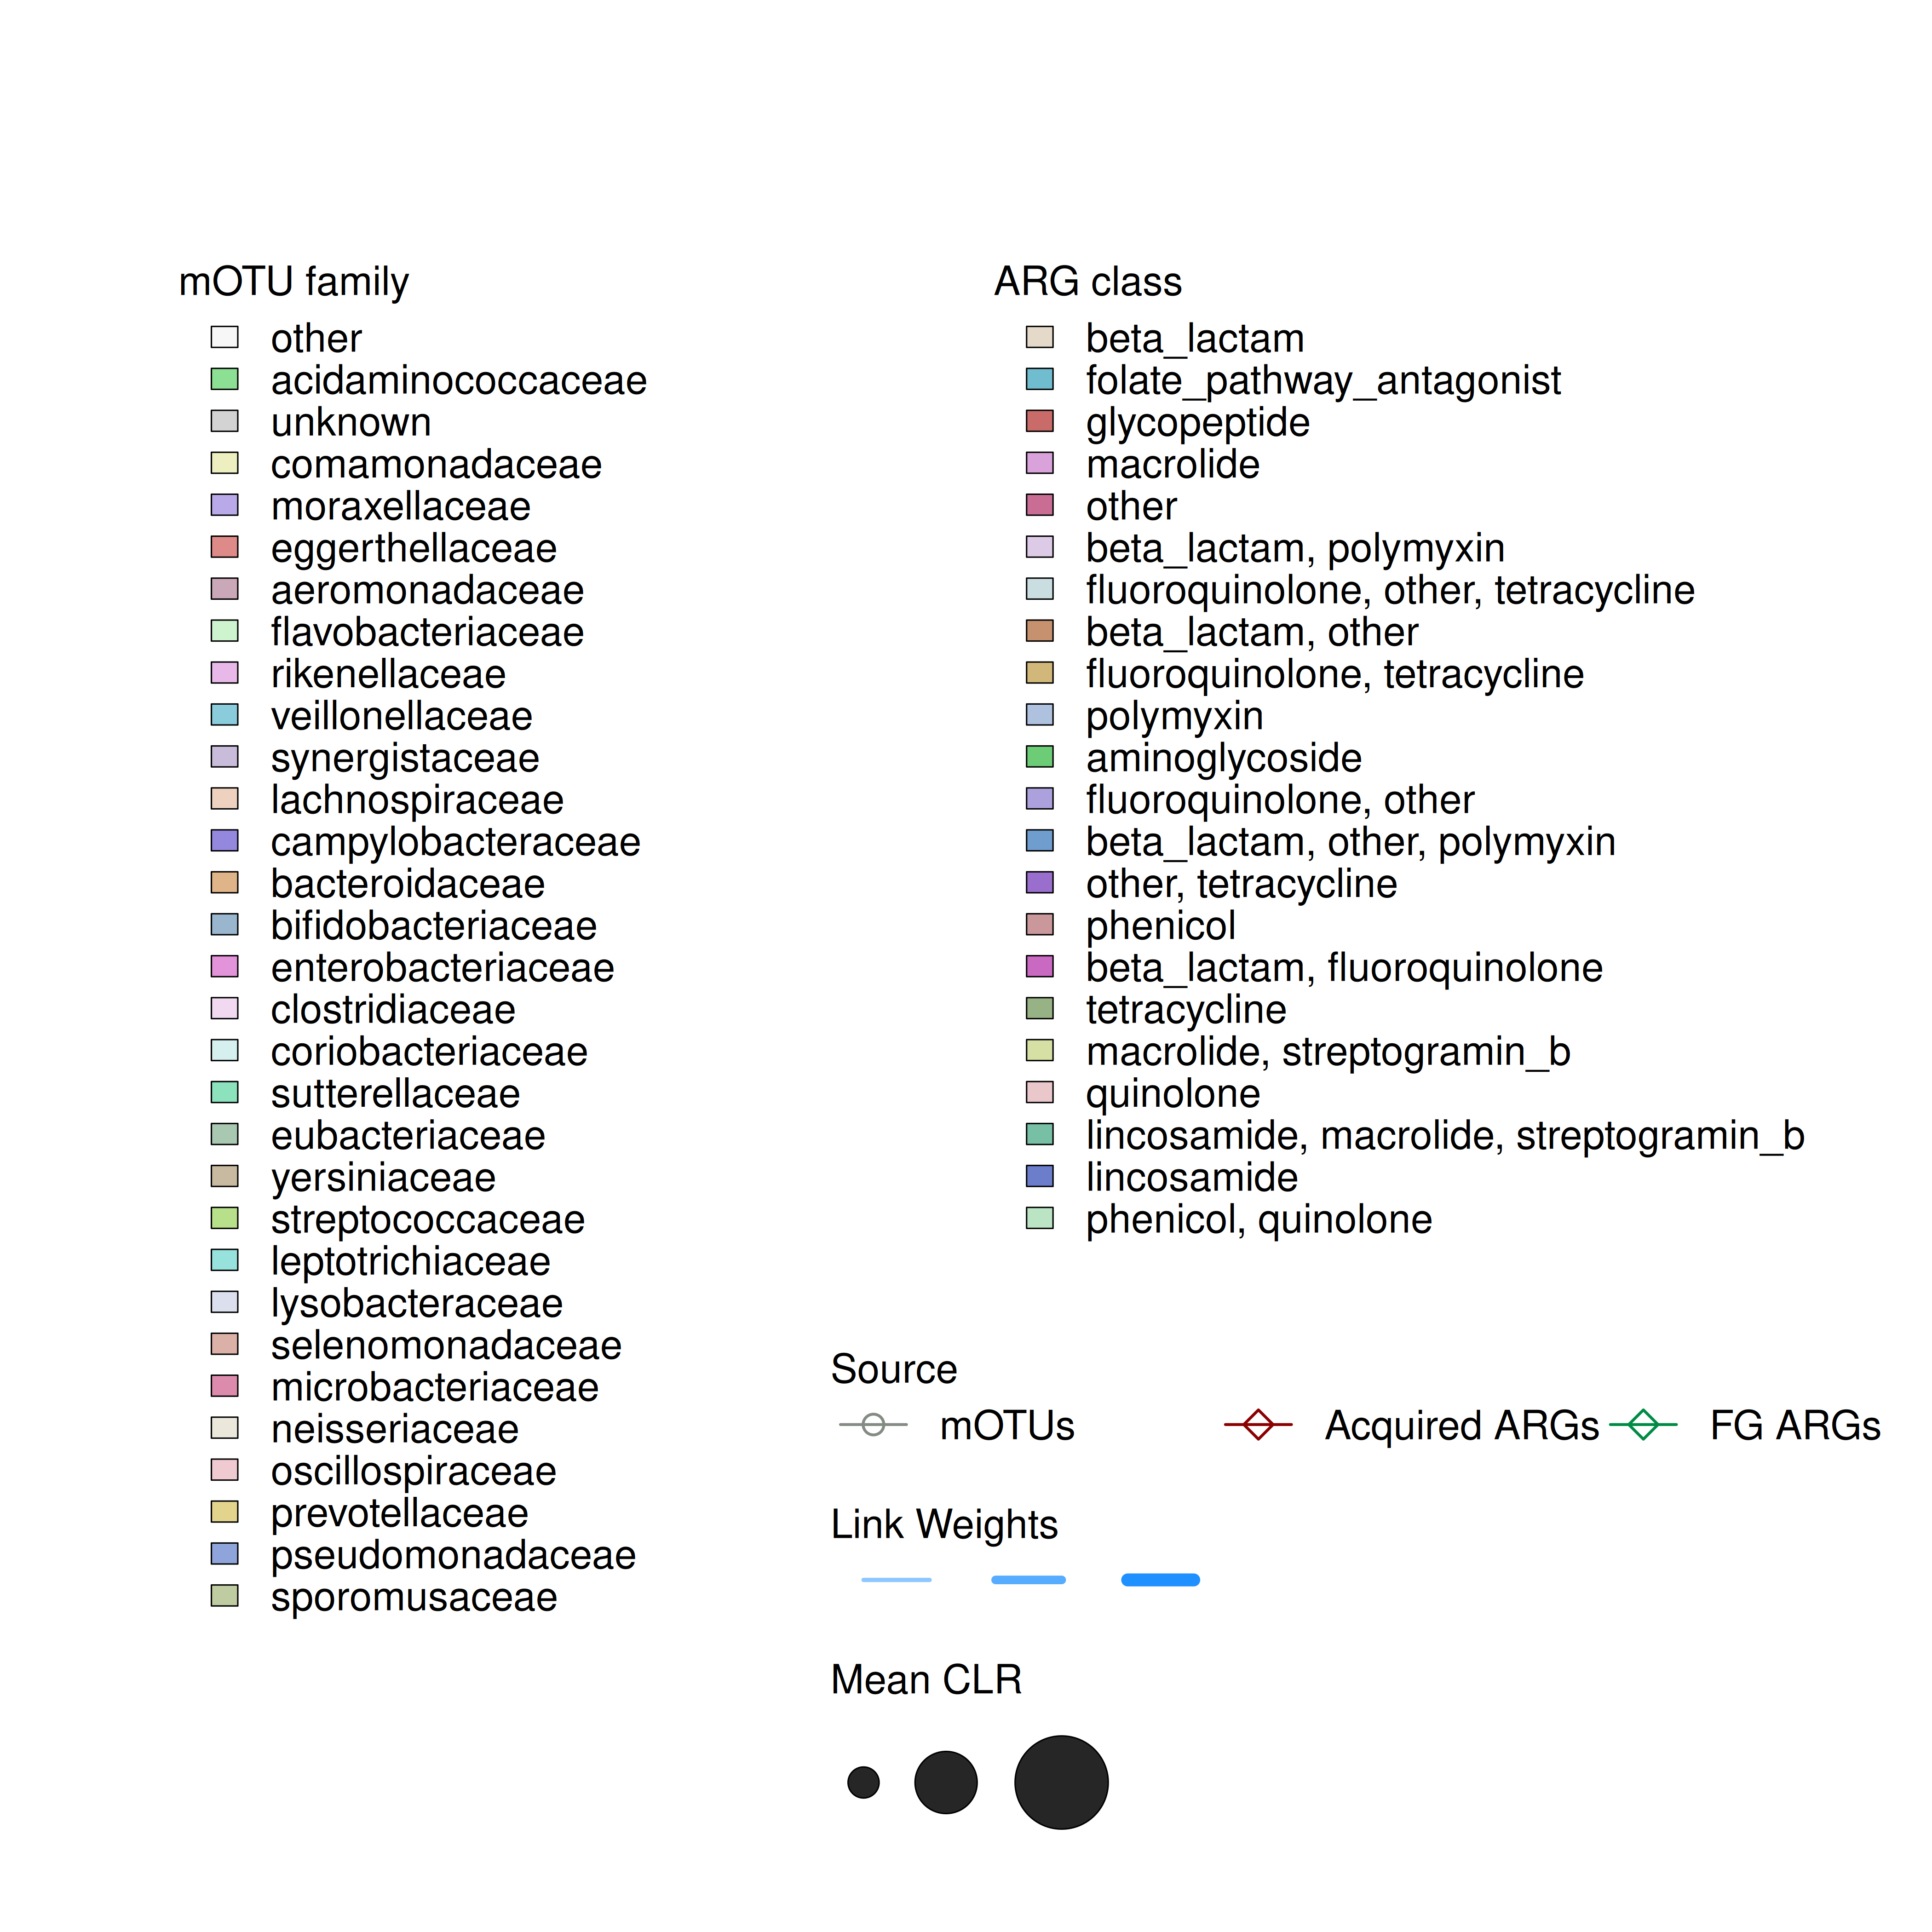 mOTU family
other
acidaminococcaceae
unknown
comamonadaceae
moraxellaceae
eggerthellaceae
aeromonadaceae
flavobacteriaceae
rikenellaceae
veillonellaceae
synergistaceae
lachnospiraceae
campylobacteraceae
bacteroidaceae
bifidobacteriaceae
enterobacteriaceae
clostridiaceae
coriobacteriaceae
sutterellaceae
eubacteriaceae
yersiniaceae
streptococcaceae
leptotrichiaceae
lysobacteraceae
selenomonadaceae
microbacteriaceae
neisseriaceae
oscillospiraceae
prevotellaceae
pseudomonadaceae
sporomusaceae
ARG class
beta_lactam
folate_pathway_antagonist
glycopeptide
macrolide
other
beta_lactam, polymyxin
fluoroquinolone, other, tetracycline
beta_lactam, other
fluoroquinolone, tetracycline
polymyxin
aminoglycoside
fluoroquinolone, other
beta_lactam, other, polymyxin
other, tetracycline
phenicol
beta_lactam, fluoroquinolone
tetracycline
macrolide, streptogramin_b
quinolone
lincosamide, macrolide, streptogramin_b
lincosamide
phenicol, quinolone
Source
mOTUs Acquired ARGs FG ARGs
Link Weights
Mean CLR